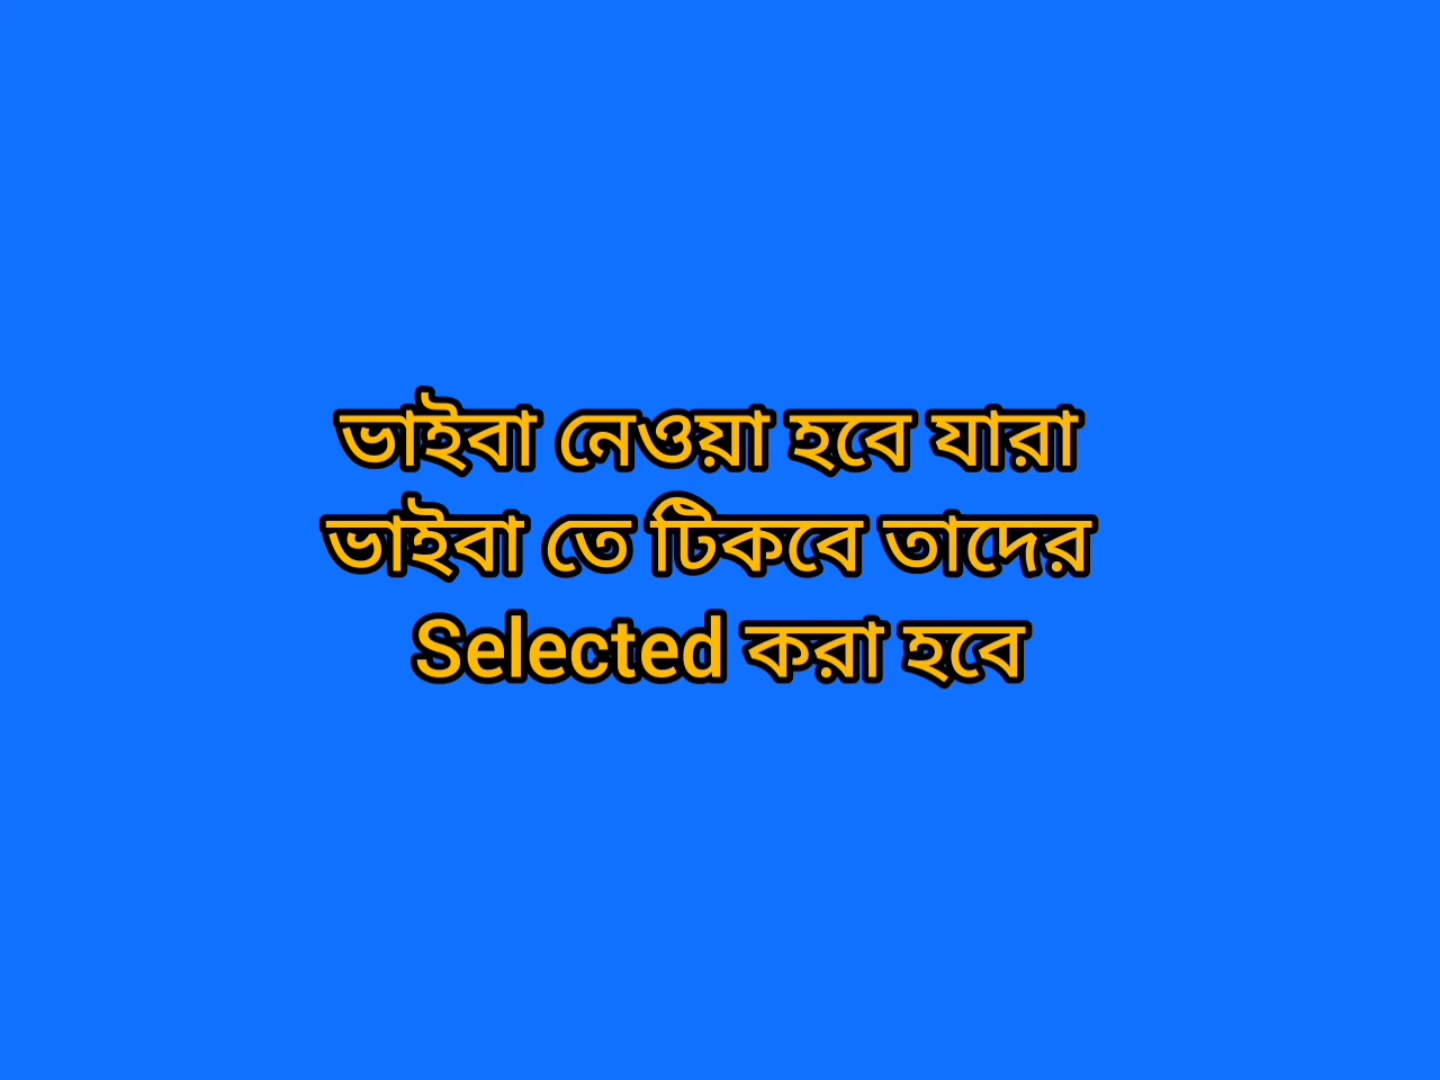 ভাইবা নেওয়া হবে যারা
ভাইবা তে টিকবে তাদের
Selected করা হবে